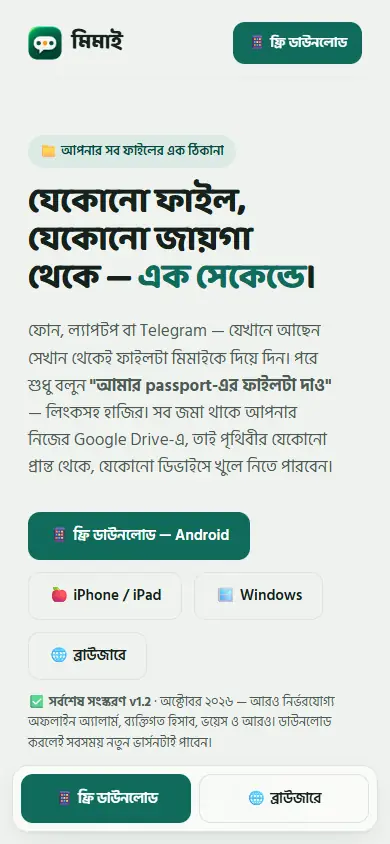 মিমাই
ফ্রি ডাউনলোড
আপনার সব ফাইলের এক ঠিকানা
যেকোনো ফাইল,
যেকোনো জায়গা
থেকে — এক সেকেন্ডে।
ফোন, ল্যাপটপ বা Telegram — যেখানে আছেন
সেখান থেকেই ফাইলটা মিমাইকে দিয়ে দিন। পরে
শুধু বলুন "আমার passport-এর ফাইলটা দাও"
— লিংকসহ হাজির। সব জমা থাকে আপনার
নিজের Google Drive-এ, তাই পৃথিবীর যেকোনো
প্রান্ত থেকে, যেকোনো ডিভাইসে খুলে নিতে পারবেন।
ফ্রি ডাউনলোড — Android
iPhone / iPad
Windows
ব্রাউজারে
সর্বশেষ সংস্করণ v1.2 · অক্টোবর ২০২৬ — আরও নির্ভরযোগ্য
অফলাইন অ্যালার্ম, ব্যক্তিগত হিসাব, ভয়েস ও আরও। ডাউনলোড
করলেই সবসময় নতুন ভার্সনটাই পাবেন।
ফ্রি ডাউনলোড
ব্রাউজারে